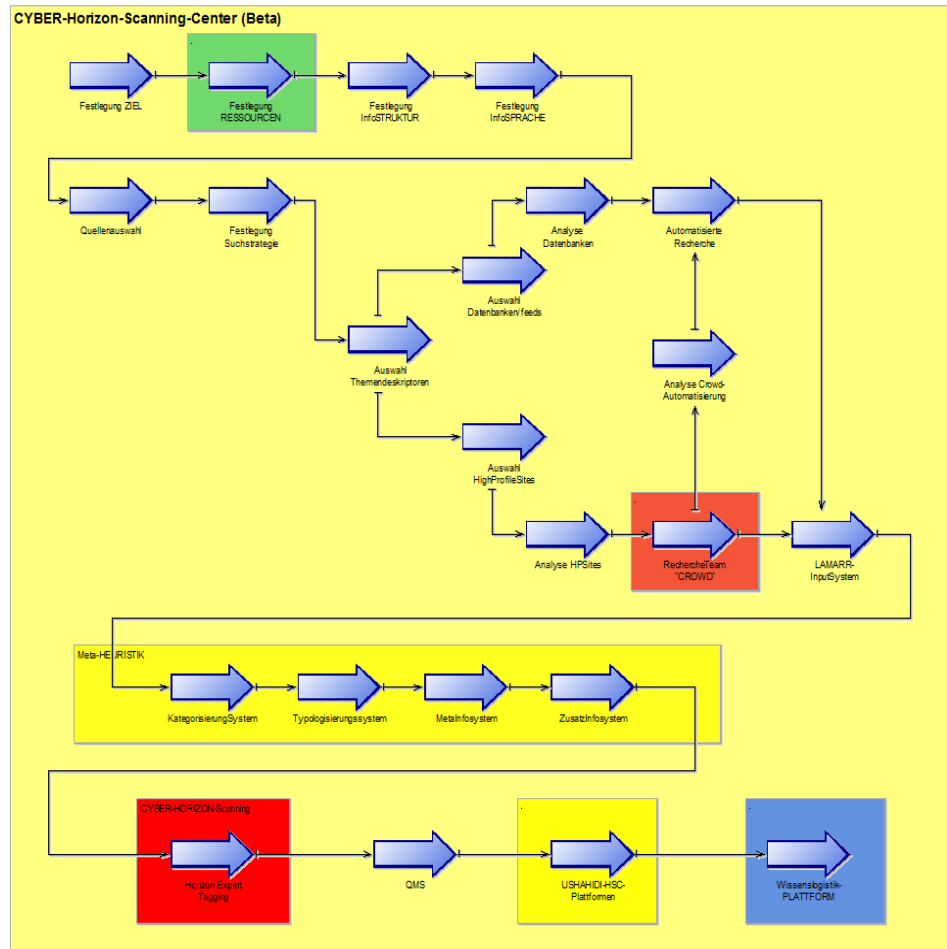 CYBER-Horizon-Scanning-Center (Beta)
Festlegung ZIEL
Festlegung
RESSOURCEN
Festlegung
InfoSTRUKTUR
Festlegung
InfoSPRACHE
Quellenauswahl
Festlegung
Suchstrategie
Analyse
Datenbanken
Automatisierte
Recherche
Auswahl
Datenbanken/feeds
Auswahl
Themendeskriptoren
Analyse Crowd-
Automatisierung
Auswahl
HighProfileSites
Analyse HPSites
RechercheTeam
"CROWD"
LAMARR-
InputSystem
Meta-HEURISTIK
KategorisierungSystem
Typologisierungssystem
MetaInfosystem
ZusatzInfosystem
CYBER-HORIZON-Scanning
Horizon Expert
Tagging
QMS
USHAHIDI-HSC-
Plattformen
Wissenslogistik-
PLATTFORM